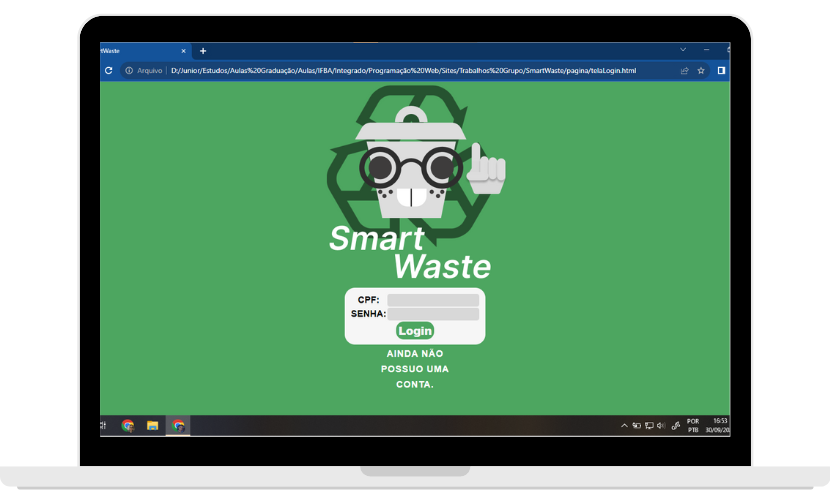 rtWaste
Arquivo
D:/Junior/Estudos/Aulas%20Graduação/Aulas/IFBA/Integrado/Programação%20Web/Sites/Trabalhos%20Grupo/SmartWaste/pagina/telaLogin.html
Smart
Waste
CPF:
SENHA:
Login
AINDA NÃO
POSSUO UMA
CONTA.
POR
PTB
16:53
30/09/20